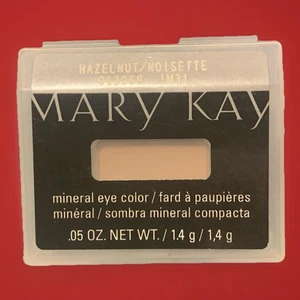 HAZELNUT/NOISETTE
MARY KAY
mineral eye color / fard à paupières
minéral / sombra mineral compacta
.05 OZ. NET WT. / 1.4 g / 1,4 g